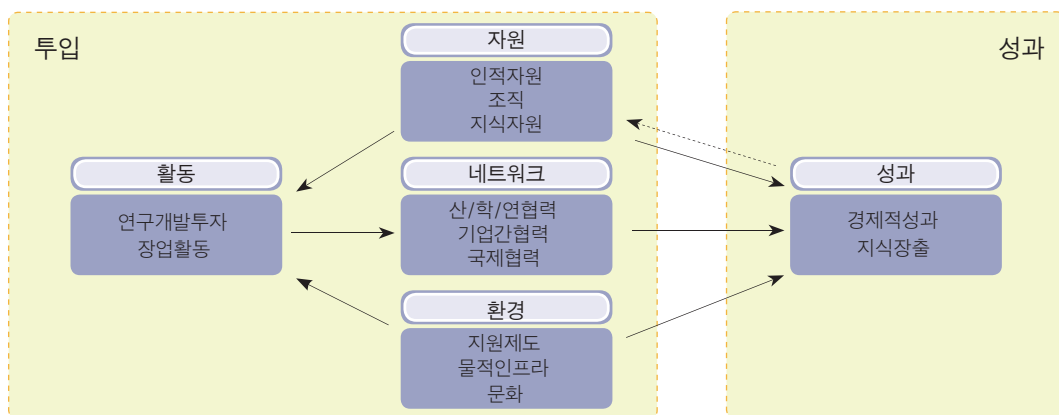 투입
자원
인적자원
조직
지식자원
활동
연구개발투자
장업활동
네트워크
산/학/연협력
기업간협력
국제협력
환경
지원제도
물적인프라
문화
성과
성과
경제적성과
지식장출